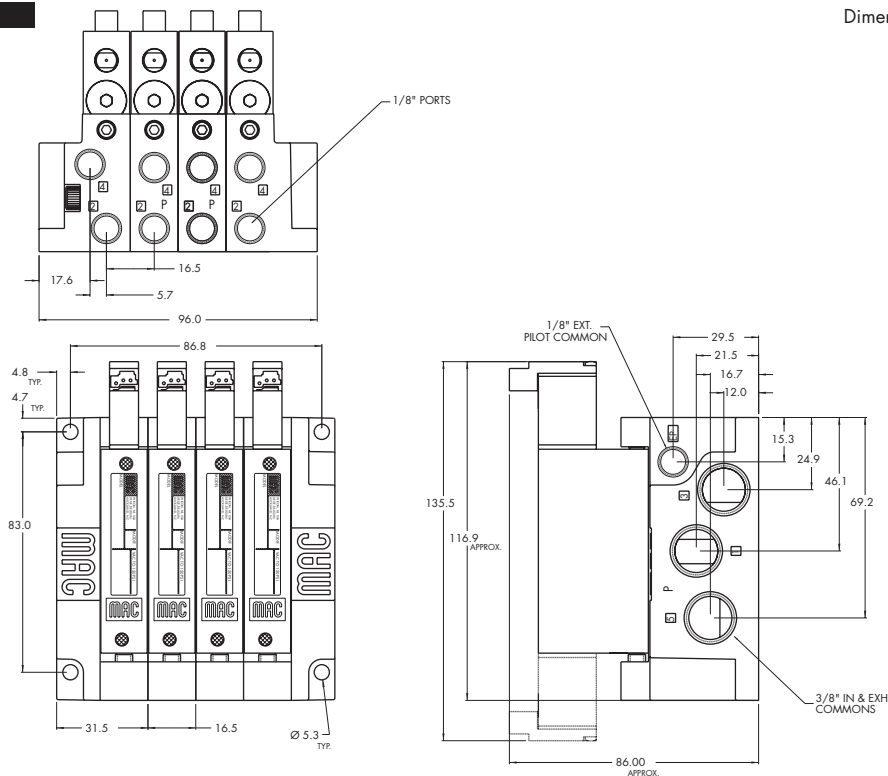 Dimen
1/8" PORTS
4
4
4
4
2
2
P
2
P
2
17.6
16.5
5.7
96.0
86.8
4.8
TYP.
4.7
TYP.
83.0
MAC
MAC
MAC
MAC
MAC
MAC
31.5
16.5
Ø 5.3
TYP.
1/8" EXT.
PILOT COMMON
29.5
21.5
16.7
12.0
15.3
24.9
46.1
69.2
135.5
116.9
APPROX.
EP
3
1
P
5
3/8" IN & EXH
COMMONS
86.00
APPROX.